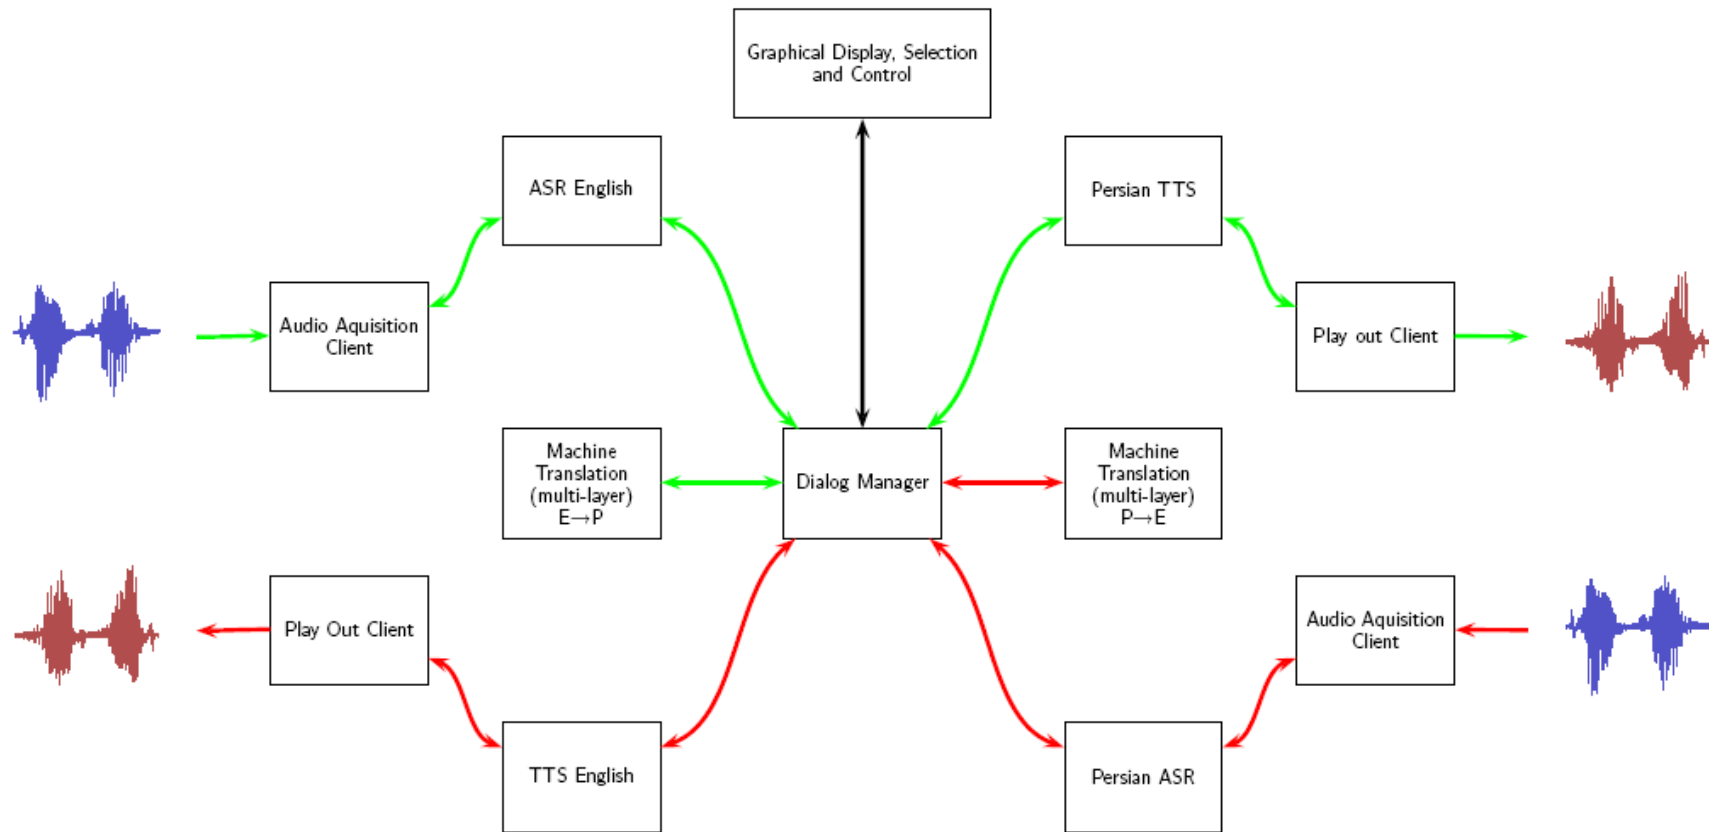 Graphical Display, Selection
and Control
ASR English
Persian TTS
Audio Aquisition
Client
Play out Client
Machine
Translation
(multi-layer)
E→P
Dialog Manager
Machine
Translation
(multi-layer)
P→E
Play Out Client
Audio Aquisition
Client
TTS English
Persian ASR